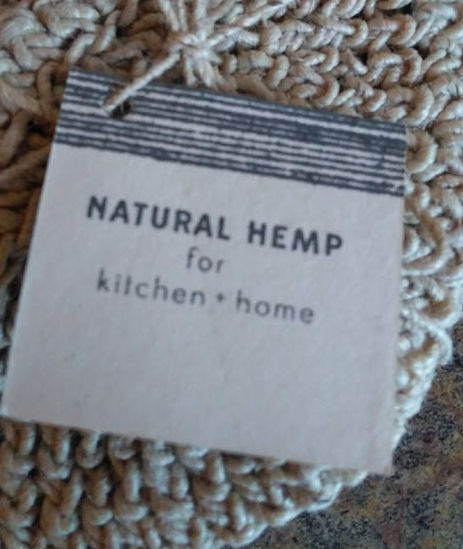 NATURAL HEMP
for
kitchen + home